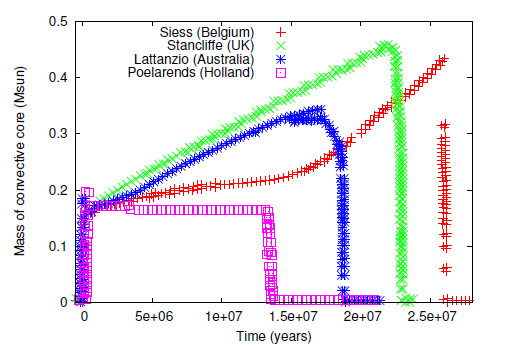 0.5
Siess (Belgium)
Stancliffe (UK)
Lattanzio (Australia)
Poelarends (Holland)
0.4
0.3
0.2
0.1
0
Mass of convective core (Msun)
0 5e+06 1e+07 1.5e+07 2e+07 2.5e+07
Time (years)